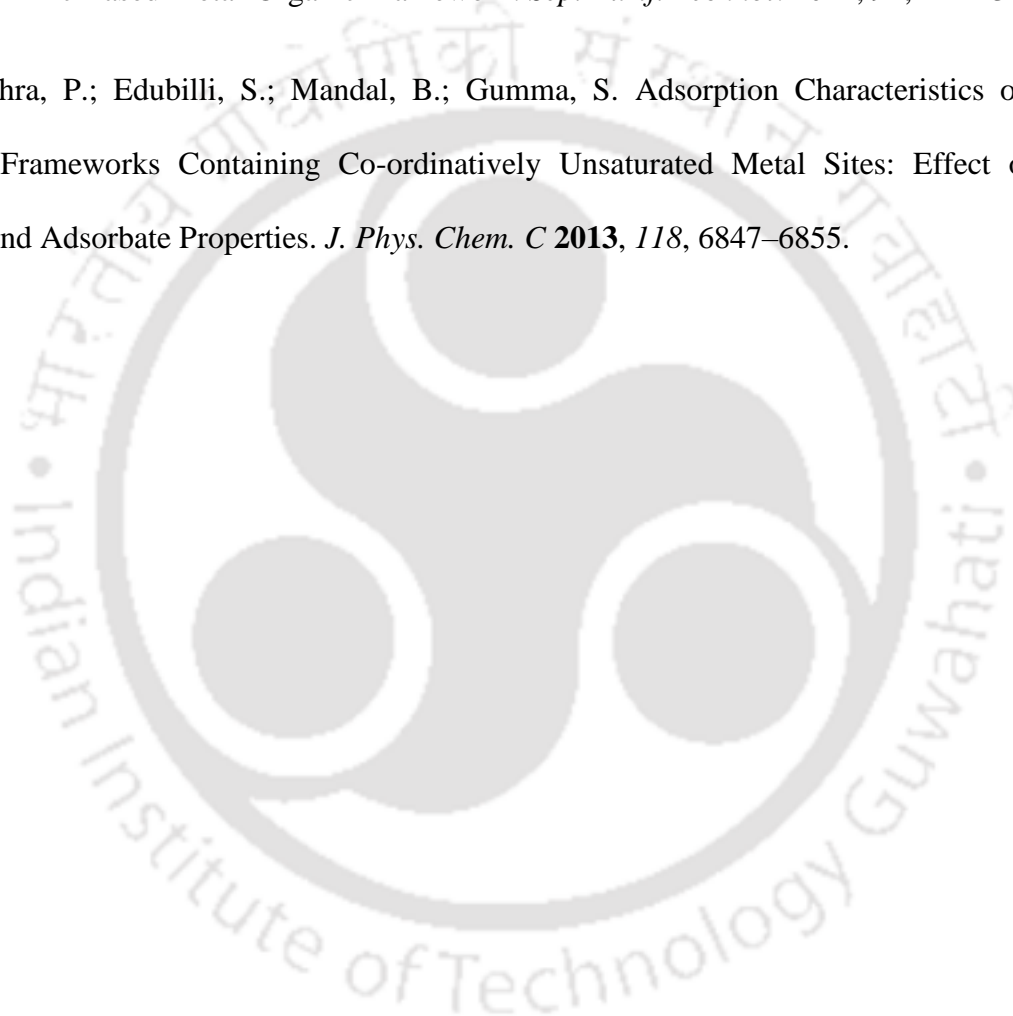 hra, P.; Edubilli, S.; Mandal, B.; Gumma, S. Adsorption Characteristics o
Frameworks Containing Co-ordinatively Unsaturated Metal Sites: Effect
nd Adsorbate Properties. J. Phys. Chem. C 2013, 118, 6847–6855.
भारतीय प्रौद्योगिकी संस्थान गुवाहाटी
Indian Institute of Technology Guwahati